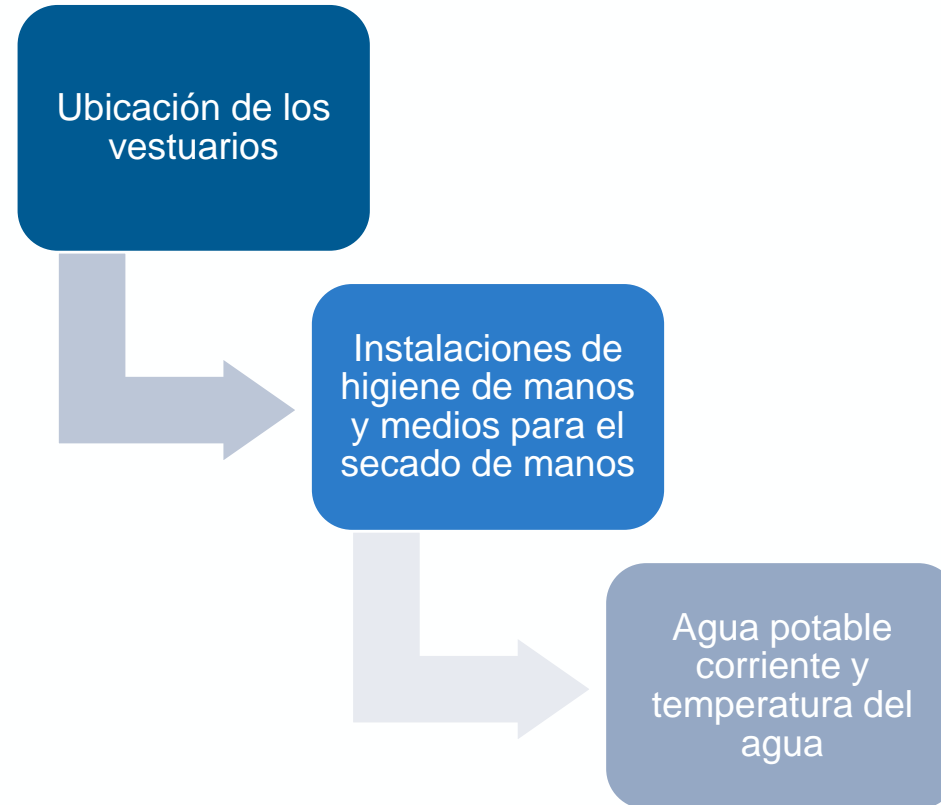 Ubicación de los
vestuarios
Instalaciones de
higiene de manos
y medios para el
secado de manos
Agua potable
corriente y
temperatura del
agua